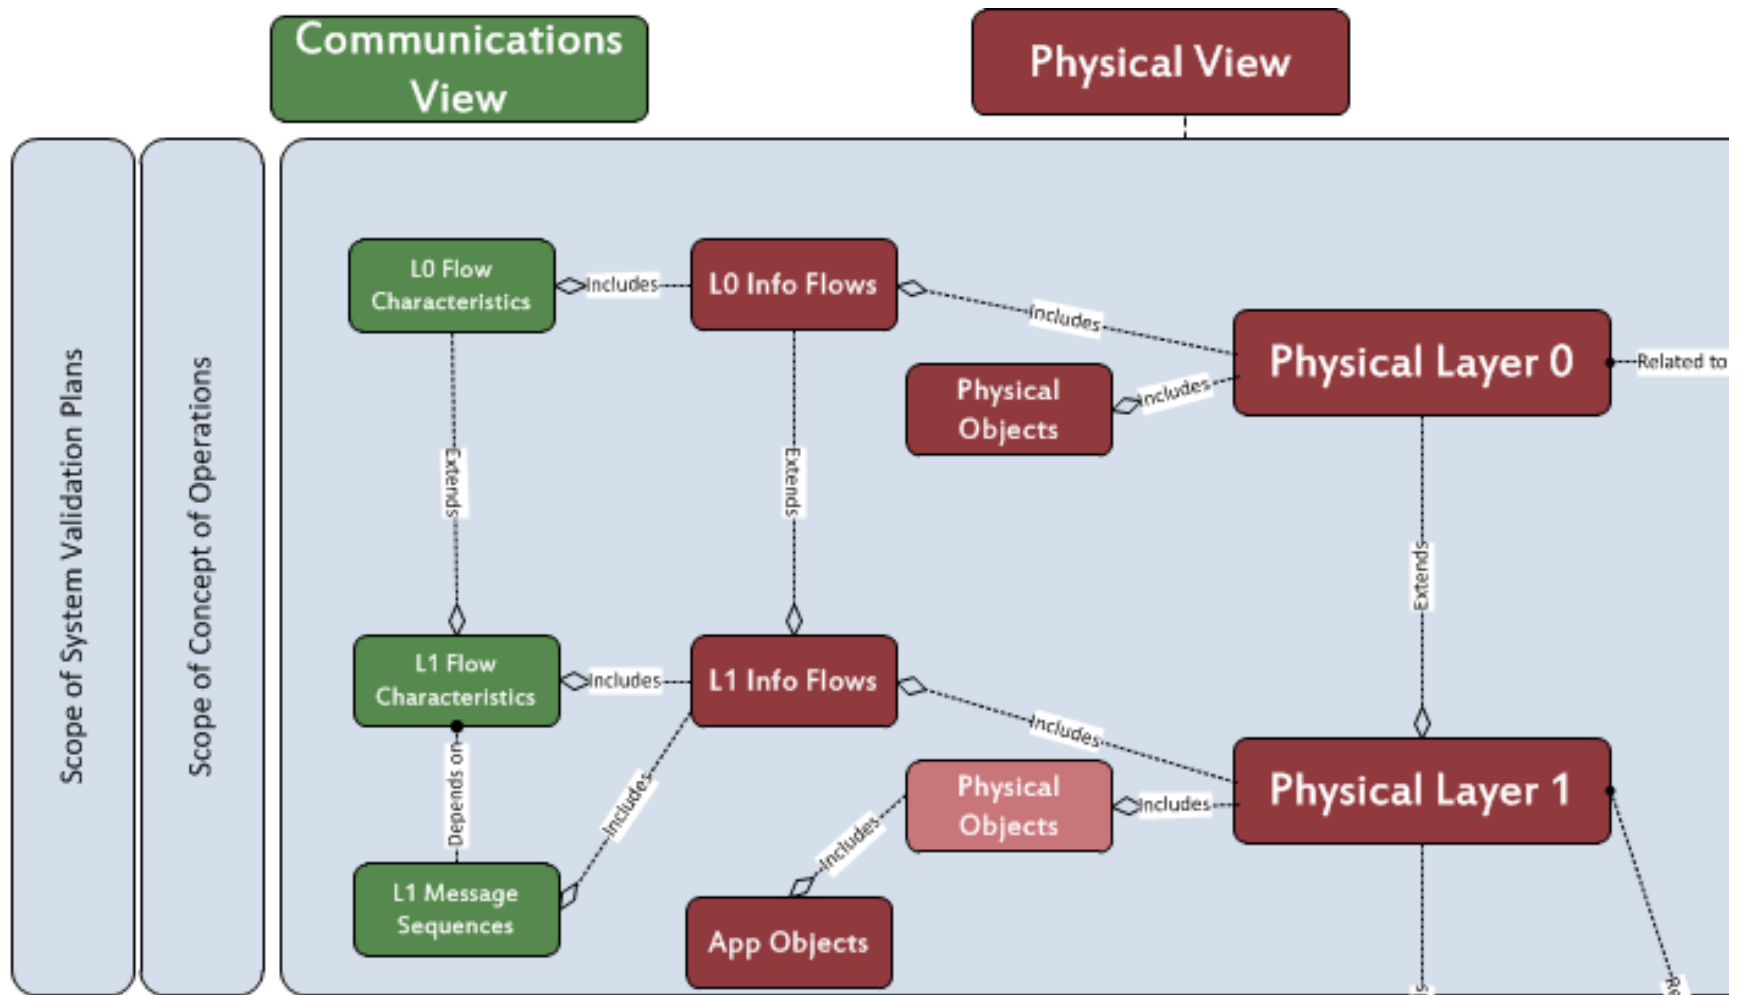 Communications
View
Physical View
Scope of System Validation Plans
Scope of Concept of Operations
L0 Flow
Characteristics
Includes
L0 Info Flows
Includes
Physical Layer 0
Related to
Physical
Objects
Includes
Extends
Extends
Extends
L1 Flow
Characteristics
Includes
L1 Info Flows
Includes
Physical Layer 1
Physical
Objects
Includes
Depends on
Includes
Includes
L1 Message
Sequences
App Objects